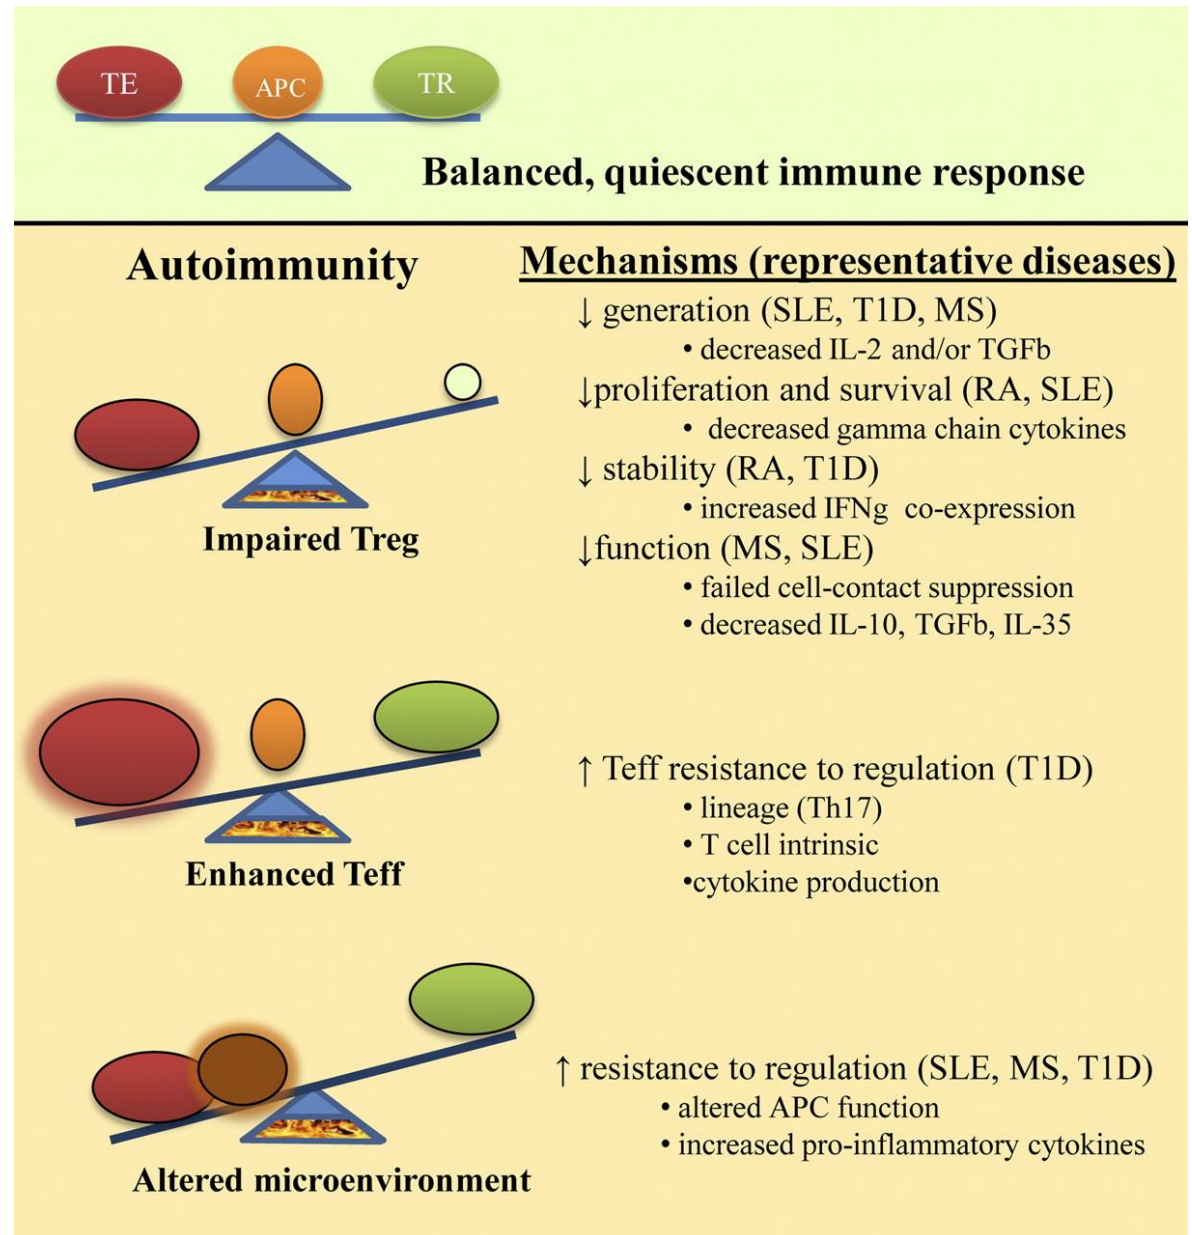 TE
APC
TR
Balanced, quiescent immune response
Autoimmunity
Mechanisms (representative diseases)
↓ generation (SLE, T1D, MS)
• decreased IL-2 and/or TGFb
↓proliferation and survival (RA, SLE)
• decreased gamma chain cytokines
↓ stability (RA, T1D)
• increased IFNg co-expression
↓function (MS, SLE)
• failed cell-contact suppression
• decreased IL-10, TGFb, IL-35
Impaired Treg
↑ Teff resistance to regulation (T1D)
• lineage (Th17)
• T cell intrinsic
•cytokine production
Enhanced Teff
↑ resistance to regulation (SLE, MS, T1D)
• altered APC function
• increased pro-inflammatory cytokines
Altered microenvironment